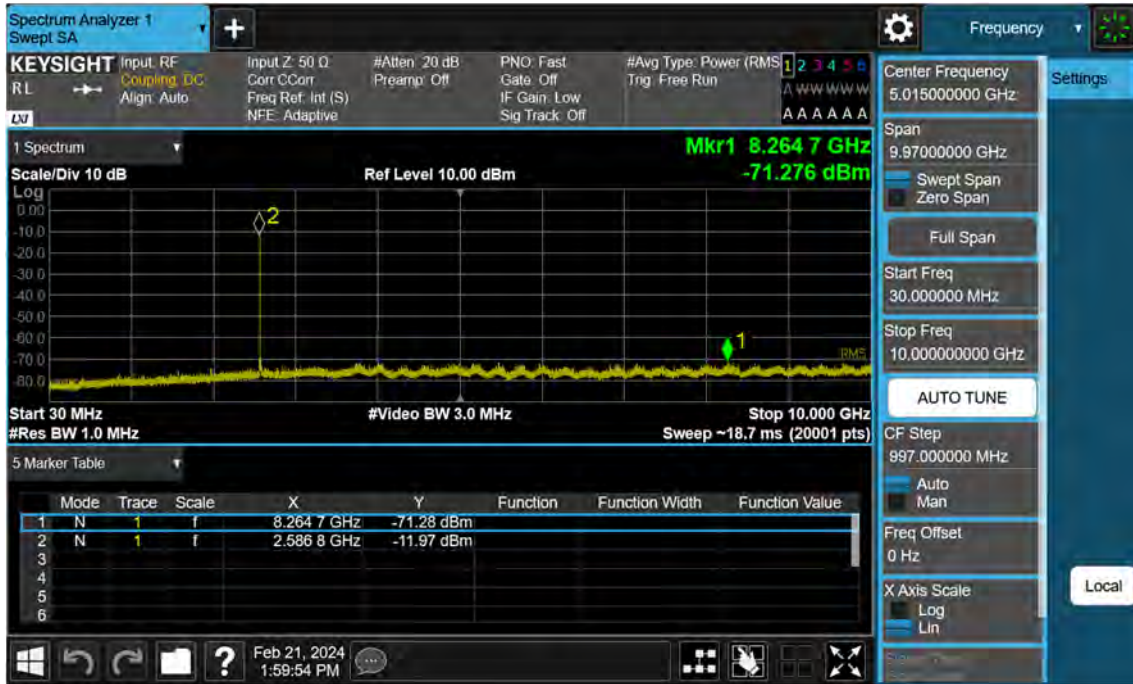 Spectrum Analyzer 1
Swept SA
Frequency
KEYSIGHT
RL
LXI
Input: RF
Coupling: DC
Align: Auto
Input Z: 50 Ω
Corr CCorr
Freq Ref: Int (S)
NFE: Adaptive
#Atten: 20 dB
Preamp: Off
PNO: Fast
Gate: Off
IF Gain: Low
Sig Track: Off
#Avg Type: Power (RMS
Trig: Free Run
1 2 3 4 5 6
A W W W W W
A A A A A A
1 Spectrum
Scale/Div 10 dB
Ref Level 10.00 dBm
Mkr1 8.264 7 GHz
-71.276 dBm
Log
0.00
-10.0
-20.0
-30.0
-40.0
-50.0
-60.0
-70.0
-80.0
2
1
RMS
Start 30 MHz
#Video BW 3.0 MHz
Stop 10.000 GHz
#Res BW 1.0 MHz
Sweep ~18.7 ms (20001 pts)
5 Marker Table
Mode Trace Scale X Y Function Function Width Function Value
1 N 1 f 8.264 7 GHz -71.28 dBm
2 N 1 f 2.586 8 GHz -11.97 dBm
3
4
5
6
Feb 21, 2024
1:59:54 PM
Center Frequency
5.015000000 GHz
Span
9.97000000 GHz
Swept Span
Zero Span
Full Span
Start Freq
30.000000 MHz
Stop Freq
10.000000000 GHz
AUTO TUNE
CF Step
997.000000 MHz
Auto
Man
Freq Offset
0 Hz
X Axis Scale
Log
Lin
Settings
Local